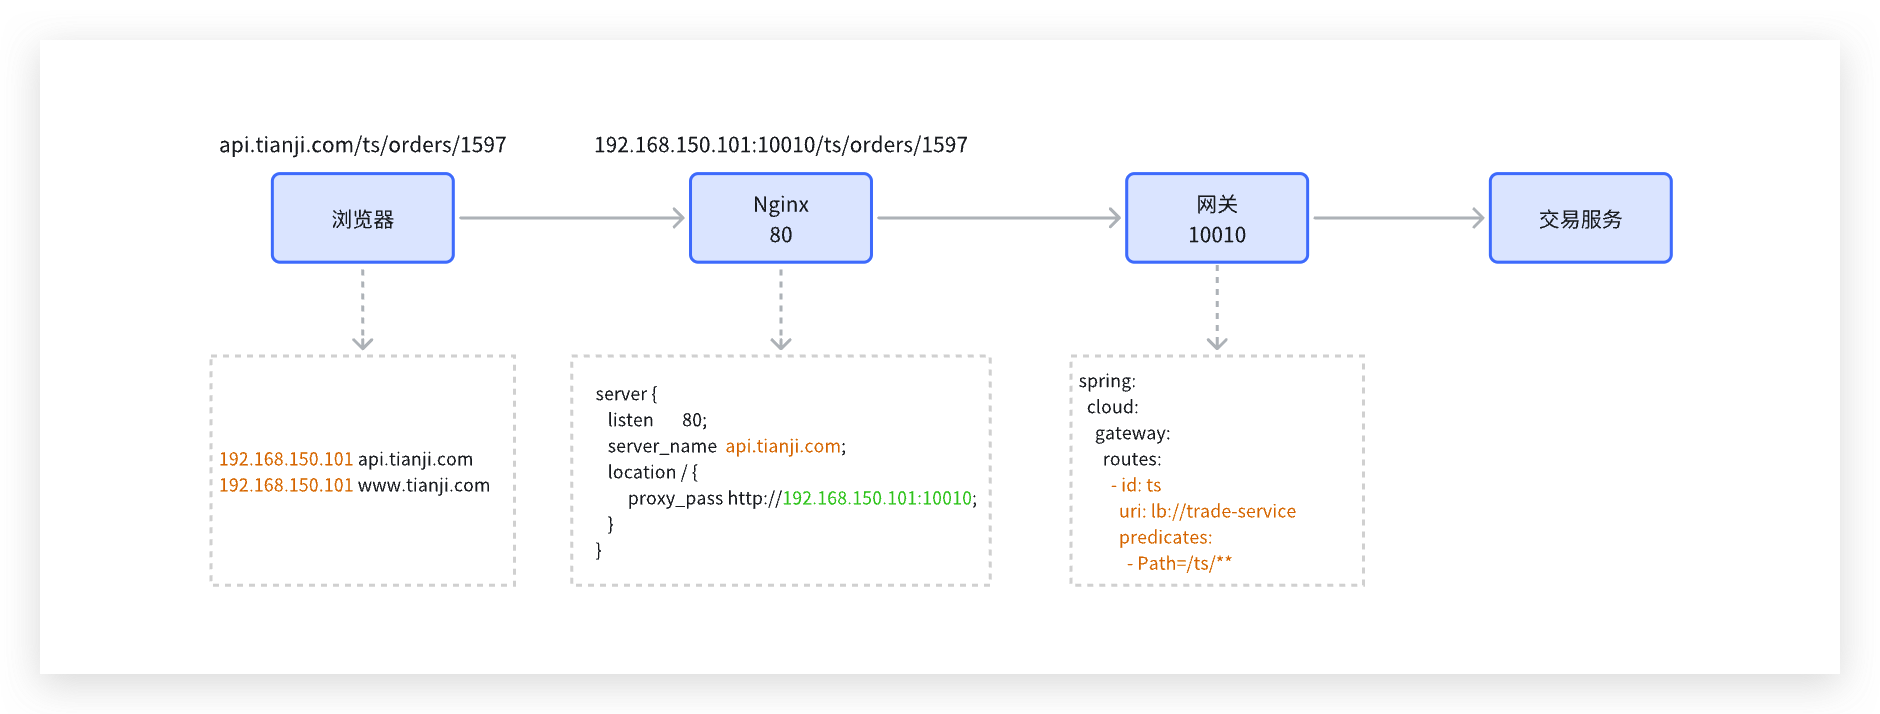 api.tianji.com/ts/orders/1597
192.168.150.101:10010/ts/orders/1597
浏览器
Nginx
80
网关
10010
交易服务
192.168.150.101 api.tianji.com
192.168.150.101 www.tianji.com
server {
listen 80;
server_name api.tianji.com;
location / {
proxy_pass http://192.168.150.101:10010;
}
}
spring:
cloud:
gateway:
routes:
- id: ts
uri: lb://trade-service
predicates:
- Path=/ts/**